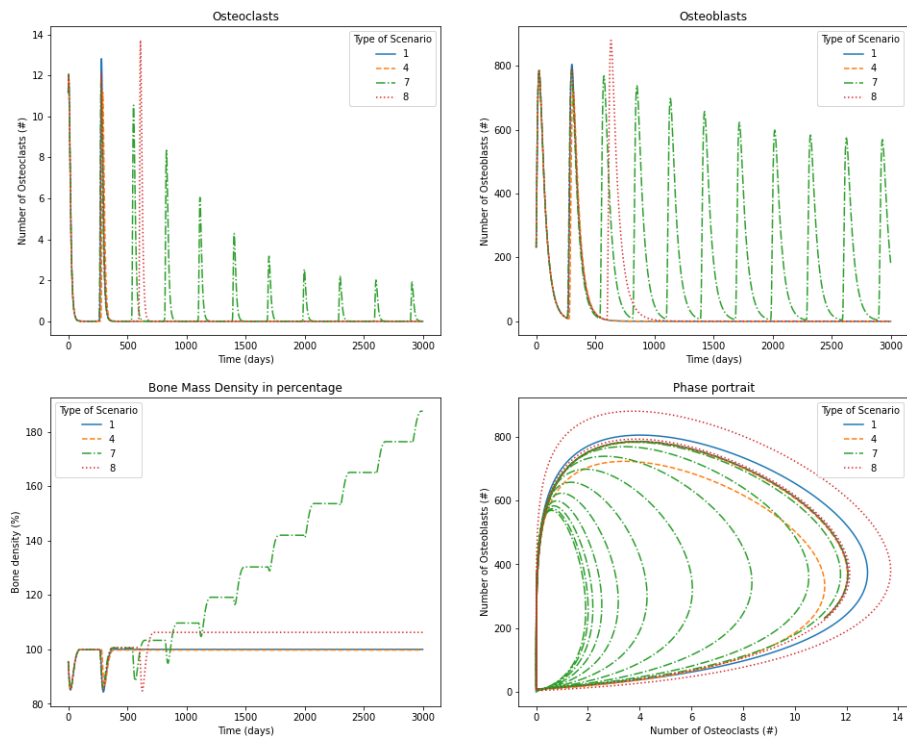 Osteoclasts
Number of Osteoclasts (#)
14
12
10
8
6
4
2
0
0 500 1000 1500 2000 2500 3000
Time (days)
Type of Scenario
1
4
7
8
Osteoblasts
Number of Osteoblasts (#)
800
600
400
200
0
0 500 1000 1500 2000 2500 3000
Time (days)
Type of Scenario
1
4
7
8
Bone Mass Density in percentage
Bone density (%)
180
160
140
120
100
80
0 500 1000 1500 2000 2500 3000
Time (days)
Type of Scenario
1
4
7
8
Phase portrait
Number of Osteoblasts (#)
800
600
400
200
0
0 2 4 6 8 10 12 14
Number of Osteoclasts (#)
Type of Scenario
1
4
7
8